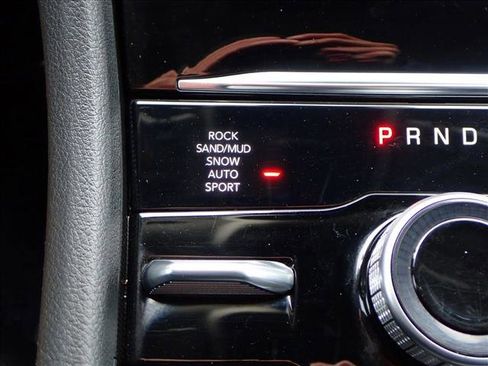 ROCK
SAND/MUD
SNOW
AUTO
SPORT
P R N D